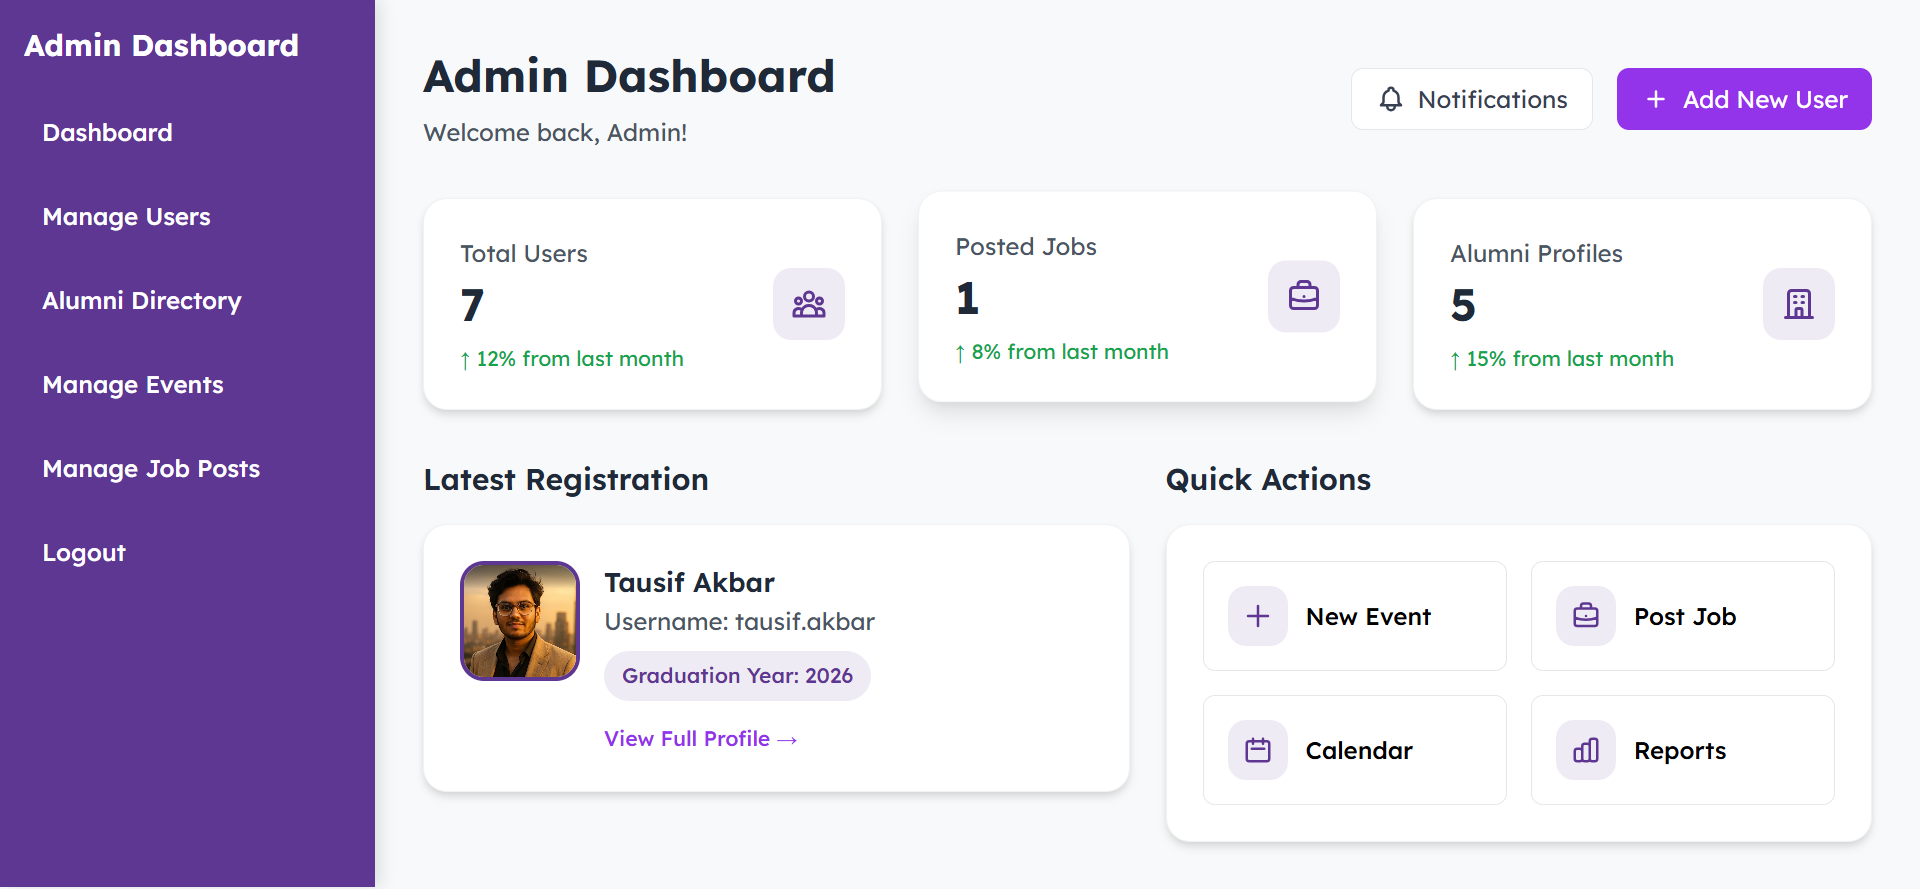 Admin Dashboard
Dashboard
Manage Users
Alumni Directory
Manage Events
Manage Job Posts
Logout
Admin Dashboard
Welcome back, Admin!
Notifications
+ Add New User
Total Users
7
↑ 12% from last month
Posted Jobs
1
↑ 8% from last month
Alumni Profiles
5
↑ 15% from last month
Latest Registration
Tausif Akbar
Username: tausif.akbar
Graduation Year: 2026
View Full Profile →
Quick Actions
New Event
Post Job
Calendar
Reports